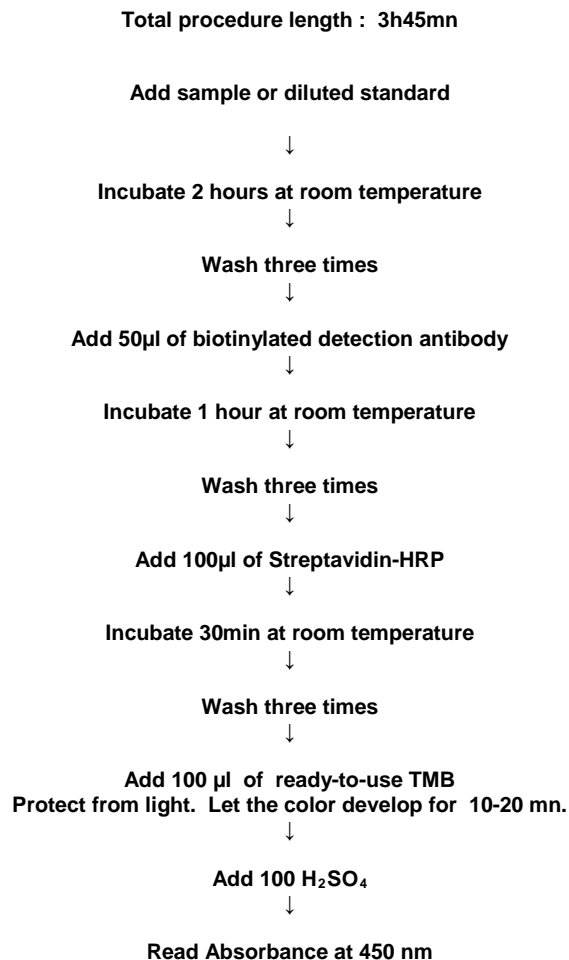 Total procedure length : 3h45mn
Add sample or diluted standard
↓
Incubate 2 hours at room temperature
↓
Wash three times
↓
Add 50µl of biotinylated detection antibody
↓
Incubate 1 hour at room temperature
↓
Wash three times
↓
Add 100µl of Streptavidin-HRP
↓
Incubate 30min at room temperature
↓
Wash three times
↓
Add 100 µl of ready-to-use TMB
Protect from light. Let the color develop for 10-20 mn.
↓
Add 100 H₂SO₄
↓
Read Absorbance at 450 nm